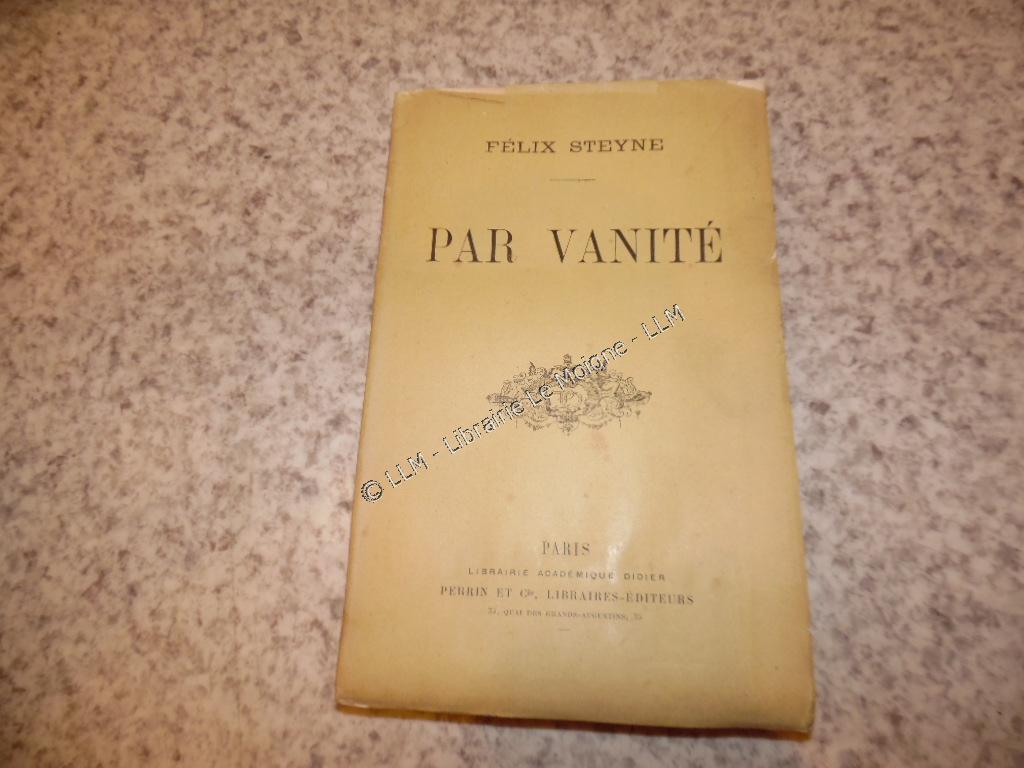 FÉLIX STEYNE
PAR VANITÉ
© LLM - Librairie Le Moigne - LLM
PARIS
LIBRAIRIE ACADÉMIQUE DIDIER
PERRIN ET Cie, LIBRAIRES-ÉDITEURS
35, QUAI DES GRANDS-AUGUSTINS, 35